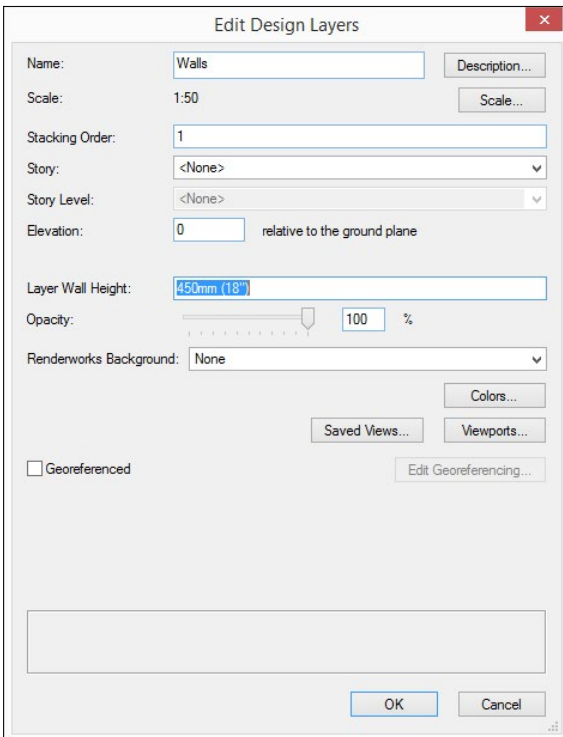 Edit Design Layers
Name: Walls Description...
Scale: 1:50 Scale...
Stacking Order: 1
Story: <None>
Story Level: <None>
Elevation: 0 relative to the ground plane
Layer Wall Height: 450mm (18")
Opacity: 100 %
Renderworks Background: None
Colors...
Saved Views... Viewports...
Georeferenced Edit Georeferencing...
OK Cancel